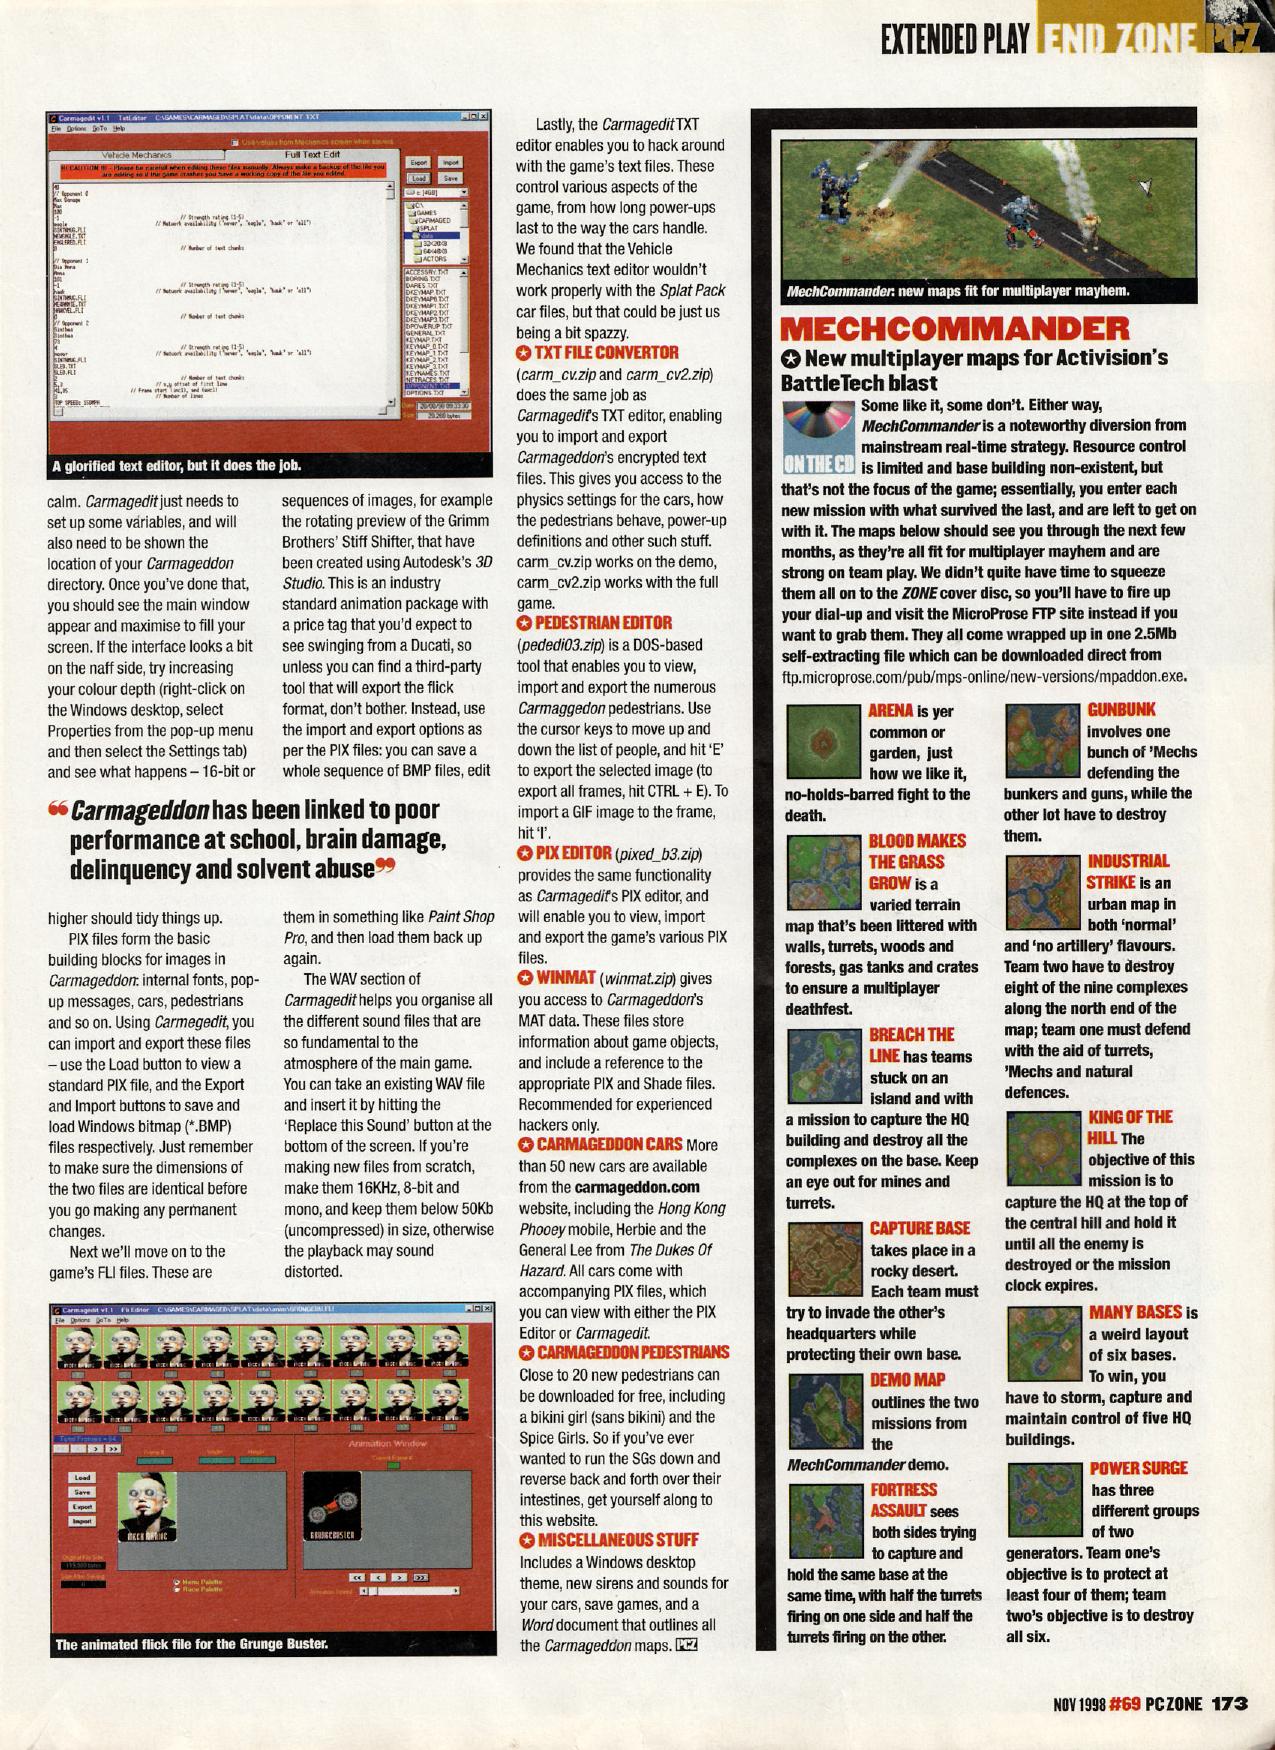 EXTENDED PLAY END ZONE PCZ
Carmagedit v1.1 TxtEditor C:\GAMES\CARMAGED\SPLAT\data\OPPONENT.TXT
File Options GoTo Help
Use values from Mechanics screen when saved.
Vehicle Mechanics Full Text Edit
Export Import
Load Save
A glorified text editor, but it does the job.
calm. Carmagedit just needs to
set up some variables, and will
also need to be shown the
location of your Carmageddon
directory. Once you've done that,
you should see the main window
appear and maximise to fill your
screen. If the interface looks a bit
on the naff side, try increasing
your colour depth (right-click on
the Windows desktop, select
Properties from the pop-up menu
and then select the Settings tab)
and see what happens – 16-bit or
sequences of images, for example
the rotating preview of the Grimm
Brothers' Stiff Shifter, that have
been created using Autodesk's 3D
Studio. This is an industry
standard animation package with
a price tag that you'd expect to
see swinging from a Ducati, so
unless you can find a third-party
tool that will export the flick
format, don't bother. Instead, use
the import and export options as
per the PIX files: you can save a
whole sequence of BMP files, edit
“Carmageddon has been linked to poor
performance at school, brain damage,
delinquency and solvent abuse”
higher should tidy things up.
PIX files form the basic
building blocks for images in
Carmageddon: internal fonts, pop-
up messages, cars, pedestrians
and so on. Using Carmegedit, you
can import and export these files
– use the Load button to view a
standard PIX file, and the Export
and Import buttons to save and
load Windows bitmap (*.BMP)
files respectively. Just remember
to make sure the dimensions of
the two files are identical before
you go making any permanent
changes.
Next we'll move on to the
game's FLI files. These are
them in something like Paint Shop
Pro, and then load them back up
again.
The WAV section of
Carmagedit helps you organise all
the different sound files that are
so fundamental to the
atmosphere of the main game.
You can take an existing WAV file
and insert it by hitting the
'Replace this Sound' button at the
bottom of the screen. If you're
making new files from scratch,
make them 16KHz, 8-bit and
mono, and keep them below 50Kb
(uncompressed) in size, otherwise
the playback may sound
distorted.
Carmagedit v1.1 Fli Editor C:\GAMES\CARMAGED\SPLAT\data\anim\GRUNGEBU.FLI
File Options GoTo Help
Animation Window
Load
Save
Export
Import
MECH MANIAC
GRUNGEBUSTER
Menu Palette
Race Palette
The animated flick file for the Grunge Buster.
Lastly, the Carmagedit TXT
editor enables you to hack around
with the game's text files. These
control various aspects of the
game, from how long power-ups
last to the way the cars handle.
We found that the Vehicle
Mechanics text editor wouldn't
work properly with the Splat Pack
car files, but that could be just us
being a bit spazzy.
TXT FILE CONVERTOR
(carm_cv.zip and carm_cv2.zip)
does the same job as
Carmagedit's TXT editor, enabling
you to import and export
Carmageddon's encrypted text
files. This gives you access to the
physics settings for the cars, how
the pedestrians behave, power-up
definitions and other such stuff.
carm_cv.zip works on the demo,
carm_cv2.zip works with the full
game.
PEDESTRIAN EDITOR
(pededi03.zip) is a DOS-based
tool that enables you to view,
import and export the numerous
Carmaggedon pedestrians. Use
the cursor keys to move up and
down the list of people, and hit 'E'
to export the selected image (to
export all frames, hit CTRL + E). To
import a GIF image to the frame,
hit 'I'.
PIX EDITOR (pixed_b3.zip)
provides the same functionality
as Carmagedit's PIX editor, and
will enable you to view, import
and export the game's various PIX
files.
WINMAT (winmat.zip) gives
you access to Carmageddon's
MAT data. These files store
information about game objects,
and include a reference to the
appropriate PIX and Shade files.
Recommended for experienced
hackers only.
CARMAGEDDON CARS More
than 50 new cars are available
from the carmageddon.com
website, including the Hong Kong
Phooey mobile, Herbie and the
General Lee from The Dukes Of
Hazard. All cars come with
accompanying PIX files, which
you can view with either the PIX
Editor or Carmagedit.
CARMAGEDDON PEDESTRIANS
Close to 20 new pedestrians can
be downloaded for free, including
a bikini girl (sans bikini) and the
Spice Girls. So if you've ever
wanted to run the SGs down and
reverse back and forth over their
intestines, get yourself along to
this website.
MISCELLANEOUS STUFF
Includes a Windows desktop
theme, new sirens and sounds for
your cars, save games, and a
Word document that outlines all
the Carmageddon maps. PCZ
MechCommander: new maps fit for multiplayer mayhem.
MECHCOMMANDER
New multiplayer maps for Activision's
BattleTech blast
ON THE CD
Some like it, some don't. Either way,
MechCommander is a noteworthy diversion from
mainstream real-time strategy. Resource control
is limited and base building non-existent, but
that's not the focus of the game; essentially, you enter each
new mission with what survived the last, and are left to get on
with it. The maps below should see you through the next few
months, as they're all fit for multiplayer mayhem and are
strong on team play. We didn't quite have time to squeeze
them all on to the ZONE cover disc, so you'll have to fire up
your dial-up and visit the MicroProse FTP site instead if you
want to grab them. They all come wrapped up in one 2.5Mb
self-extracting file which can be downloaded direct from
ftp.microprose.com/pub/mps-online/new-versions/mpaddon.exe.
ARENA is yer
common or
garden, just
how we like it,
no-holds-barred fight to the
death.
BLOOD MAKES
THE GRASS
GROW is a
varied terrain
map that's been littered with
walls, turrets, woods and
forests, gas tanks and crates
to ensure a multiplayer
deathfest.
BREACH THE
LINE has teams
stuck on an
island and with
a mission to capture the HQ
building and destroy all the
complexes on the base. Keep
an eye out for mines and
turrets.
CAPTURE BASE
takes place in a
rocky desert.
Each team must
try to invade the other's
headquarters while
protecting their own base.
DEMO MAP
outlines the two
missions from
the
MechCommander demo.
FORTRESS
ASSAULT sees
both sides trying
to capture and
hold the same base at the
same time, with half the turrets
firing on one side and half the
turrets firing on the other.
GUNBUNK
involves one
bunch of 'Mechs
defending the
bunkers and guns, while the
other lot have to destroy
them.
INDUSTRIAL
STRIKE is an
urban map in
both 'normal'
and 'no artillery' flavours.
Team two have to destroy
eight of the nine complexes
along the north end of the
map; team one must defend
with the aid of turrets,
'Mechs and natural
defences.
KING OF THE
HILL The
objective of this
mission is to
capture the HQ at the top of
the central hill and hold it
until all the enemy is
destroyed or the mission
clock expires.
MANY BASES is
a weird layout
of six bases.
To win, you
have to storm, capture and
maintain control of five HQ
buildings.
POWER SURGE
has three
different groups
of two
generators. Team one's
objective is to protect at
least four of them; team
two's objective is to destroy
all six.
NOV 1998 #69 PC ZONE 173